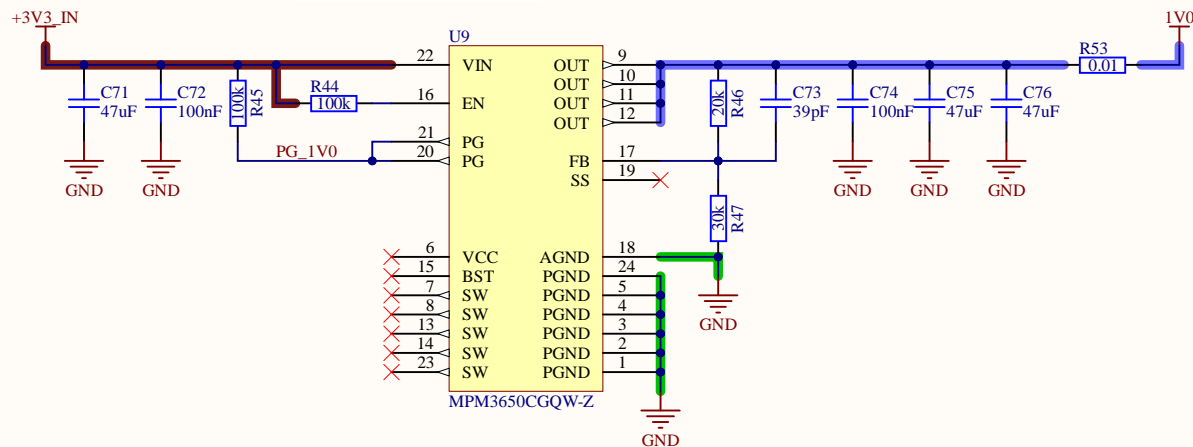 +3V3_IN
1V0
U9
22 VIN
OUT 9
OUT 10
OUT 11
OUT 12
R53
0.01
C71
47uF
C72
100nF
100k
R45
R44
100k
16 EN
20k
R46
C73
39pF
C74
100nF
C75
47uF
C76
47uF
21 PG
20 PG
PG_1V0
FB 17
SS 19
GND
GND
GND
GND
GND
30k
R47
6 VCC
15 BST
7 SW
8 SW
13 SW
14 SW
23 SW
AGND 18
PGND 24
PGND 5
PGND 4
PGND 3
PGND 2
PGND 1
GND
MPM3650CGQW-Z
GND